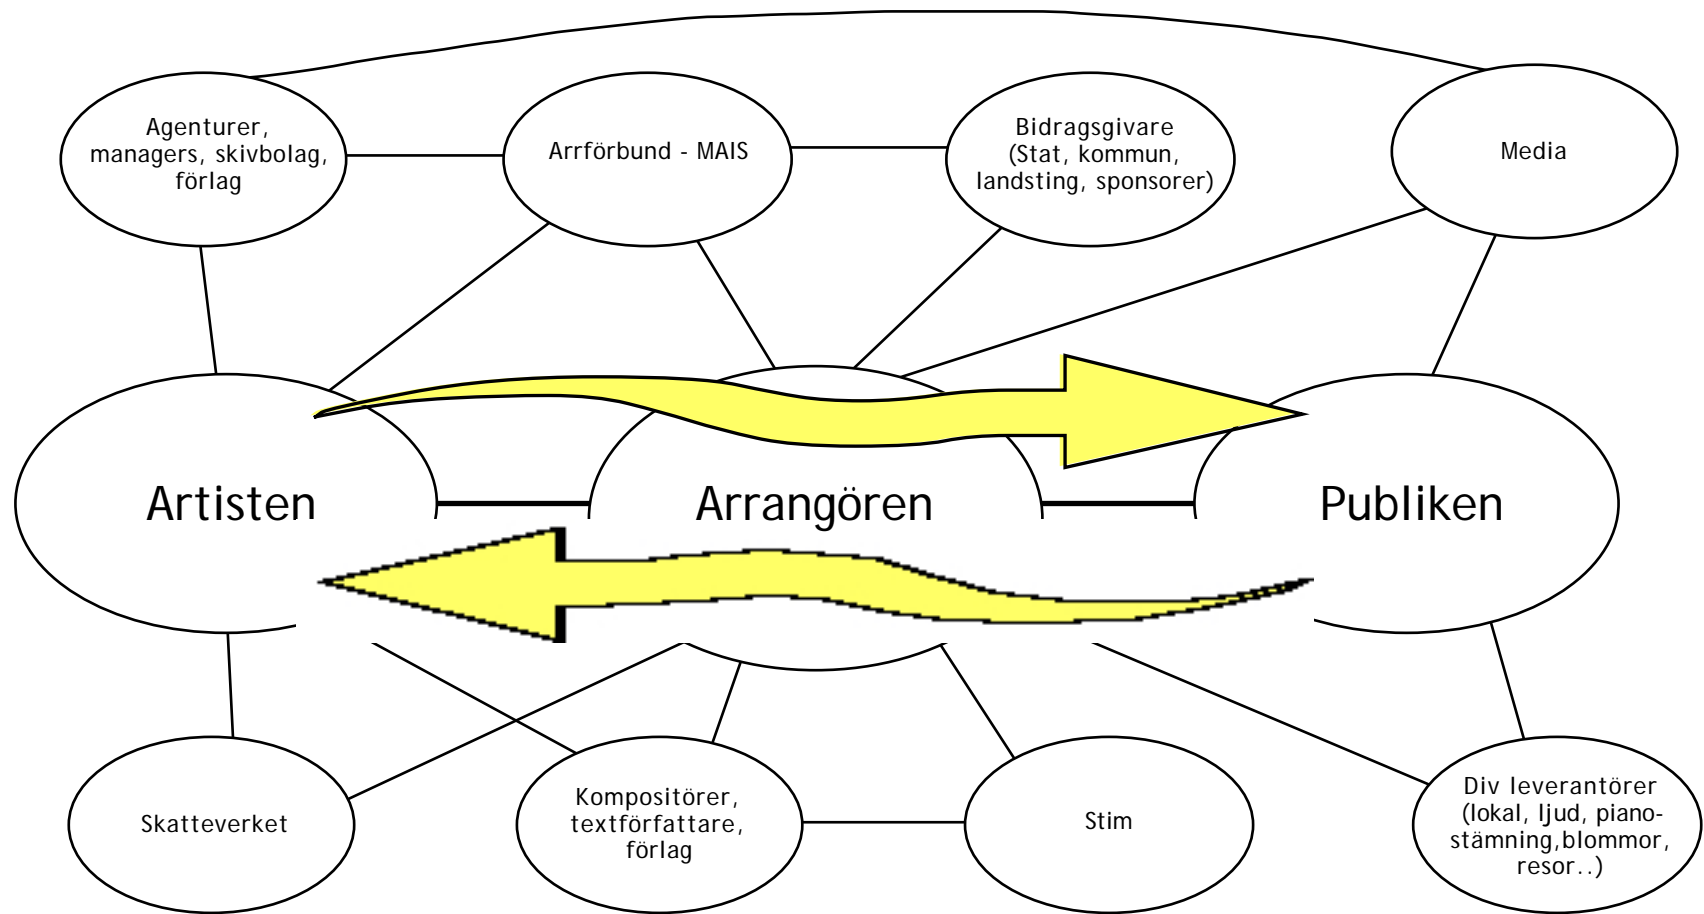 Agenturer,
managers, skivbolag,
förlag
Arrförbund - MAIS
Bidragsgivare
(Stat, kommun,
landsting, sponsorer)
Media
Artisten
Arrangören
Publiken
Skatteverket
Kompositörer,
textförfattare,
förlag
Stim
Div leverantörer
(lokal, ljud, piano-
stämning,blommor,
resor..)